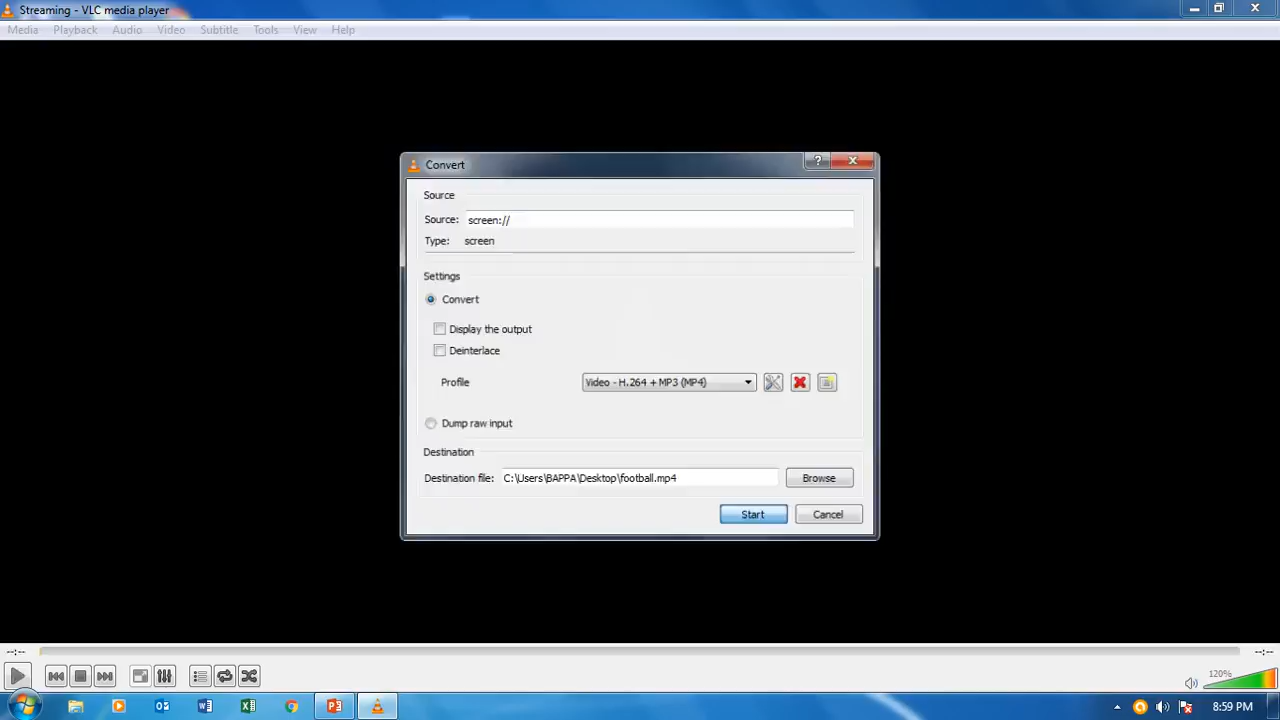 Streaming - VLC media player
Media Playback Audio Video Subtitle Tools View Help
Convert
Source
Source: screen://
Type: screen
Settings
Convert
Display the output
Deinterlace
Profile Video - H.264 + MP3 (MP4)
Dump raw input
Destination
Destination file: C:\Users\BAPPA\Desktop\football.mp4 Browse
Start Cancel
--:-- --:--
120%
8:59 PM